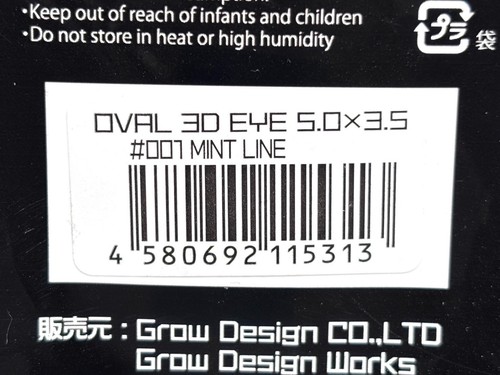 •Keep out of reach of infants and children
•Do not store in heat or high humidity
プラ
袋
OVAL 3D EYE 5.0×3.5
#001 MINT LINE
4 580692 115313
販売元：Grow Design CO.,LTD
Grow Design Works